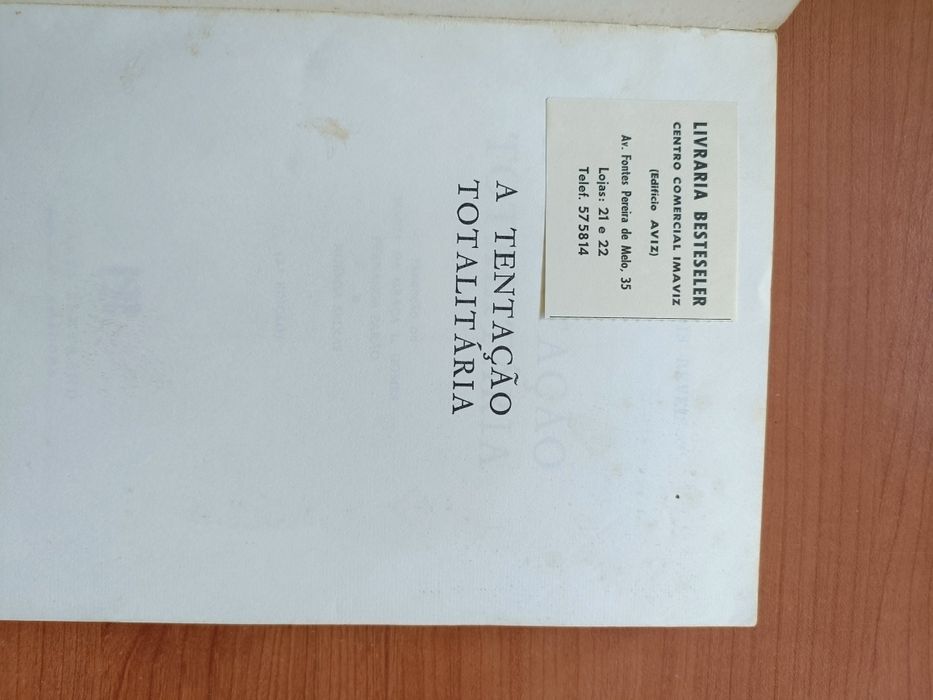 LIVRARIA BESTESELER
CENTRO COMERCIAL IMAVIZ
(Edifício AVIZ)
Av. Fontes Pereira de Melo, 35
Lojas: 21 e 22
Telef. 575814
A TENTAÇÃO
TOTALITÁRIA